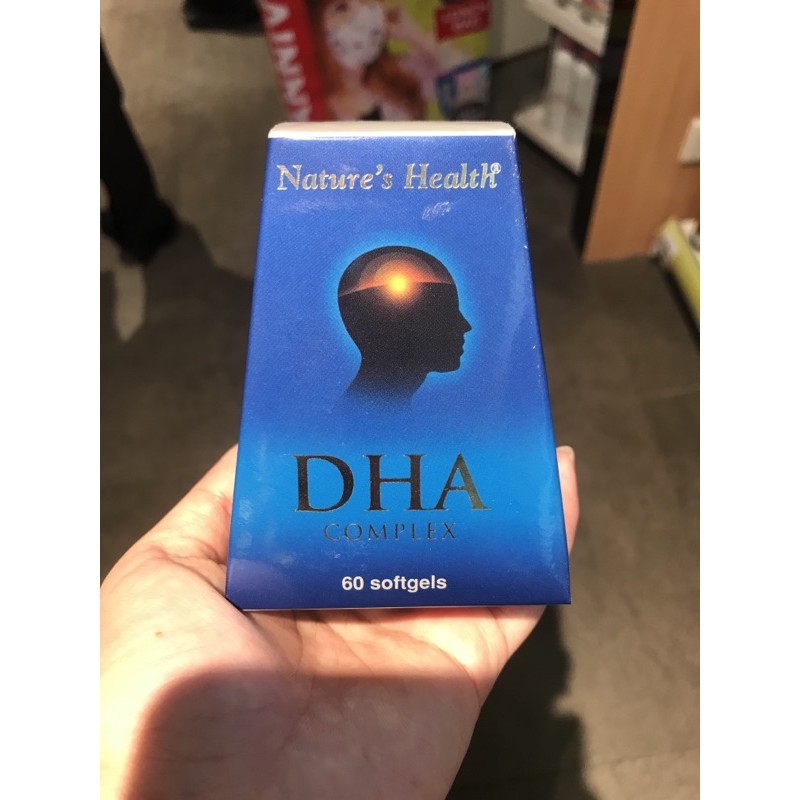 Nature's Health®
DHA
COMPLEX
60 softgels